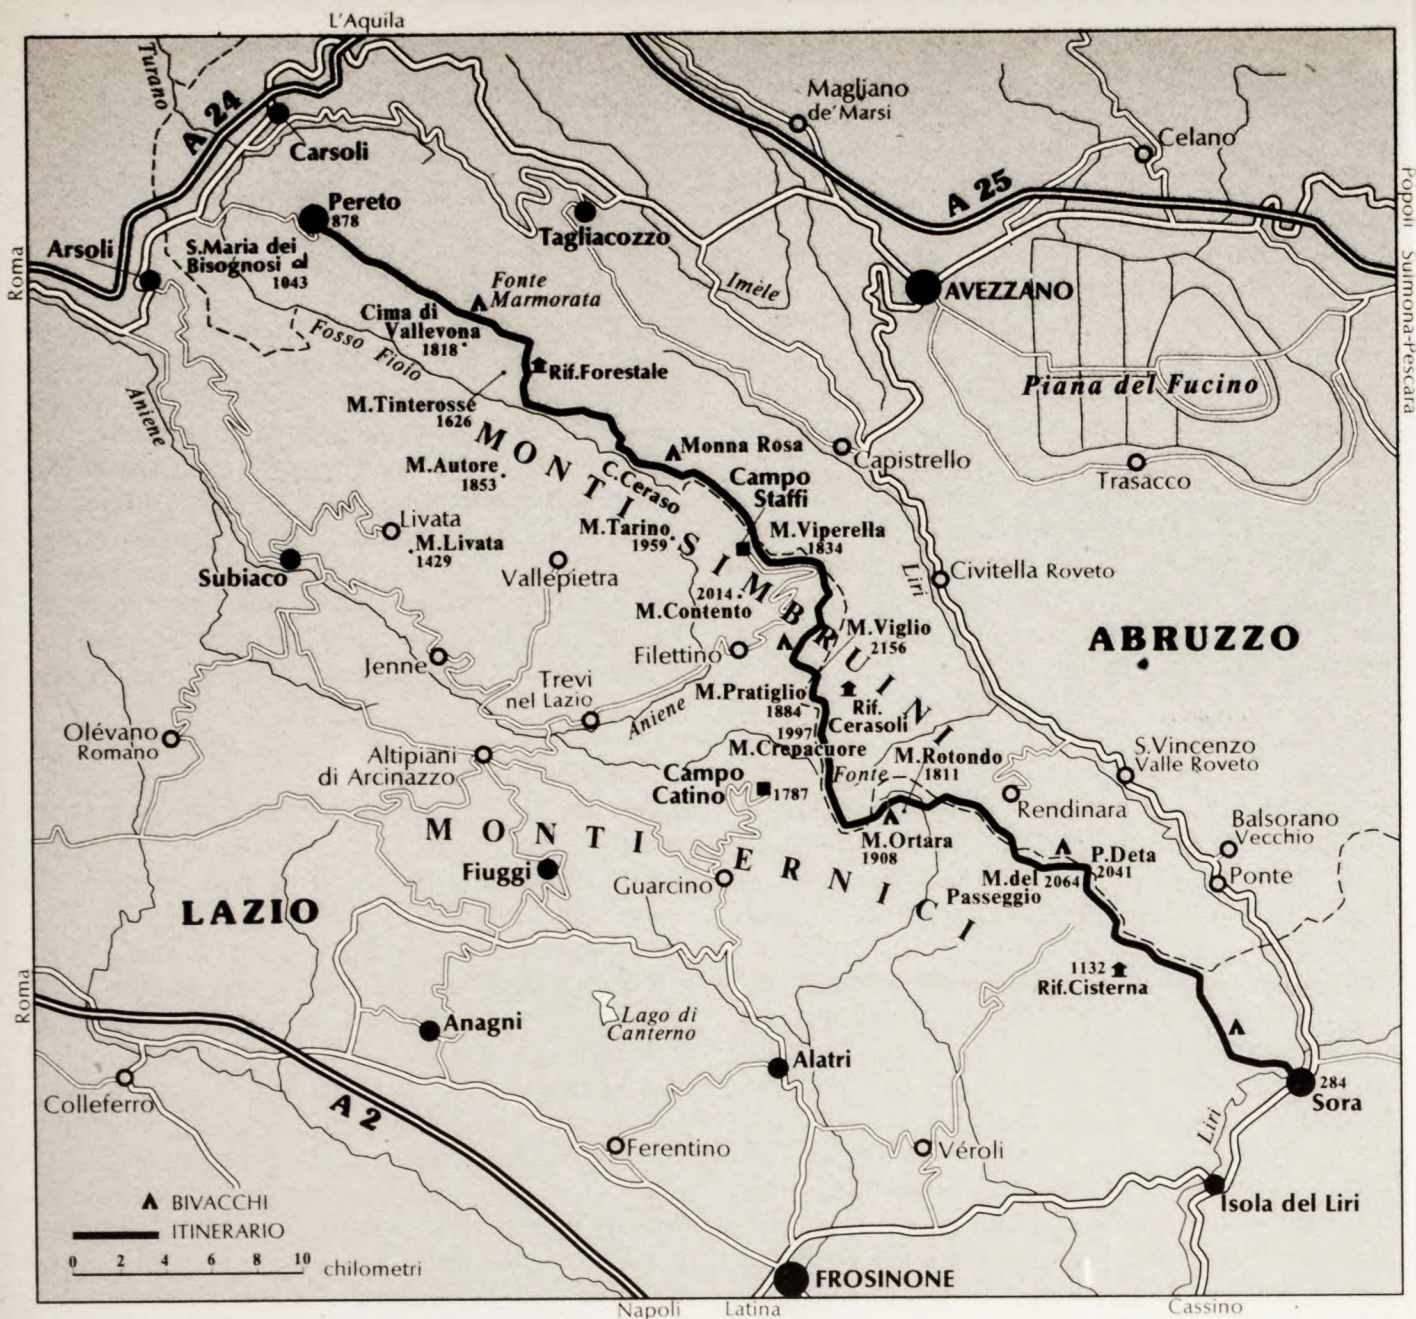 L'Aquila
Turano
A 24
Carsoli
Magliano
de'Marsi
Celano
A 25
Popoli Sulmona-Pescara
Pereto
878
Tagliacozzo
Arsoli
S.Maria dei
Bisognosi
1043
Roma
Imèle
AVEZZANO
Fonte
Marmorata
Cima di
Vallevona
1818
Fosso Fiolo
Rif.Forestale
Piana del Fucino
M.Tinterosse
1626
Aniene
MONTI SIMBRUINI
Monna Rosa
Capistrello
Trasacco
M.Autore
1853
C.Ceraso
Campo
Staffi
Livata
M.Livata
1429
M.Tarino
1959
M.Viperella
1834
Subiaco
Vallepietra
Liri
Civitella Roveto
2014
M.Contento
ABRUZZO
M.Viglio
2156
Filettino
Jenne
Trevi
nel Lazio
M.Pratiglio
1884
Rif.
Cerasoli
Aniene
1997
M.Crepacuore
Olévano
Romano
Altipiani
di Arcinazzo
M.Rotondo
1811
S.Vincenzo
Valle Roveto
Fonte
Campo
Catino
1787
Rendinara
Balsorano
Vecchio
MONTI ERNICI
M.Ortara
1908
Fiuggi
Guarcino
P.Deta
2041
M.del
Passeggio
2064
Ponte
LAZIO
1132
Rif.Cisterna
Roma
Lago di
Canterno
Anagni
Alatri
Colleferro
A 2
284
Sora
Ferentino
Véroli
Liri
Isola del Liri
BIVACCHI
ITINERARIO
0 2 4 6 8 10 chilometri
FROSINONE
Napoli Latina Cassino